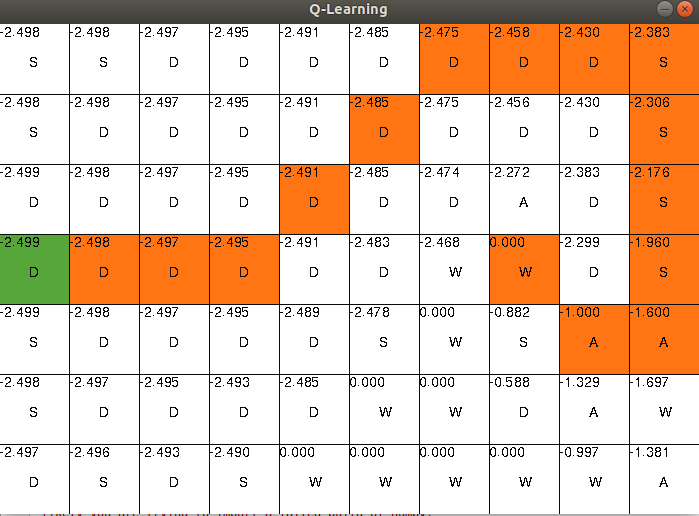 Q-Learning
-2.498 -2.498 -2.497 -2.495 -2.491 -2.485 -2.475 -2.458 -2.430 -2.383
S S D D D D D D D S
-2.498 -2.498 -2.497 -2.495 -2.491 -2.485 -2.475 -2.456 -2.430 -2.306
S D D D D D D D D S
-2.499 -2.498 -2.497 -2.495 -2.491 -2.485 -2.474 -2.272 -2.383 -2.176
D D D D D D D A D S
-2.499 -2.498 -2.497 -2.495 -2.491 -2.483 -2.468 0.000 -2.299 -1.960
D D D D D D W W D S
-2.499 -2.498 -2.497 -2.495 -2.489 -2.478 0.000 -0.882 -1.000 -1.600
S D D D D S W S A A
-2.498 -2.497 -2.495 -2.493 -2.485 0.000 0.000 -0.588 -1.329 -1.697
S D D D D W W D A W
-2.497 -2.496 -2.493 -2.490 0.000 0.000 0.000 0.000 -0.997 -1.381
D S D S W W W W W A